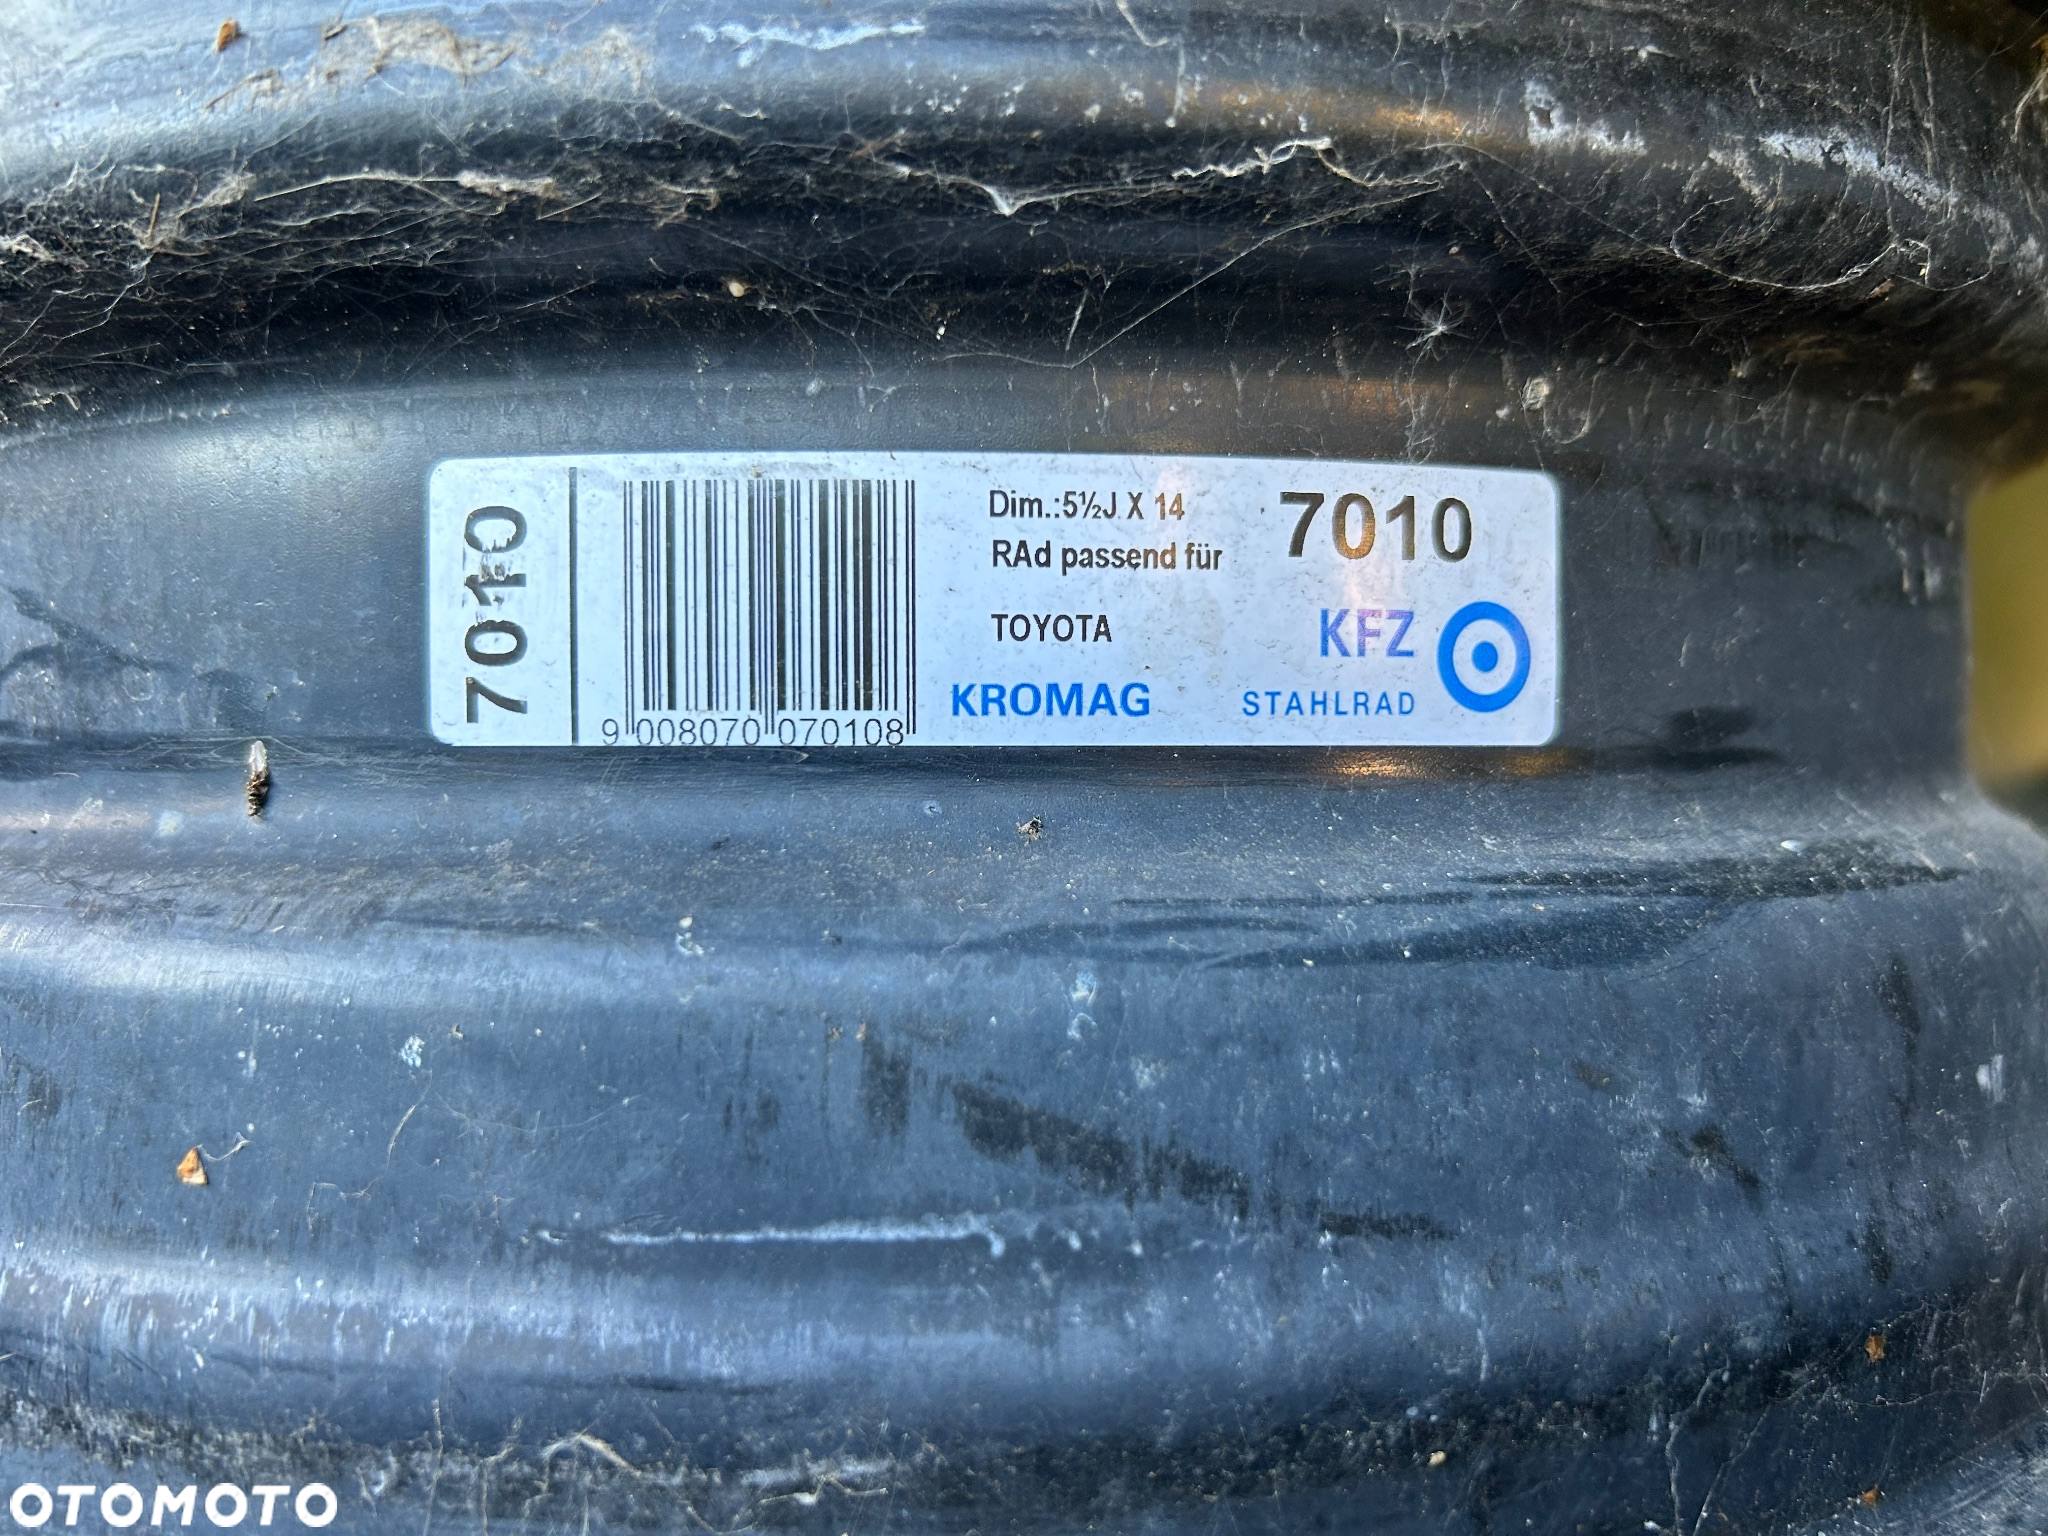 7010
9 008070 070108
Dim.:5½J X 14
RAd passend für
TOYOTA
KROMAG
7010
KFZ
STAHLRAD
OTOMOTO